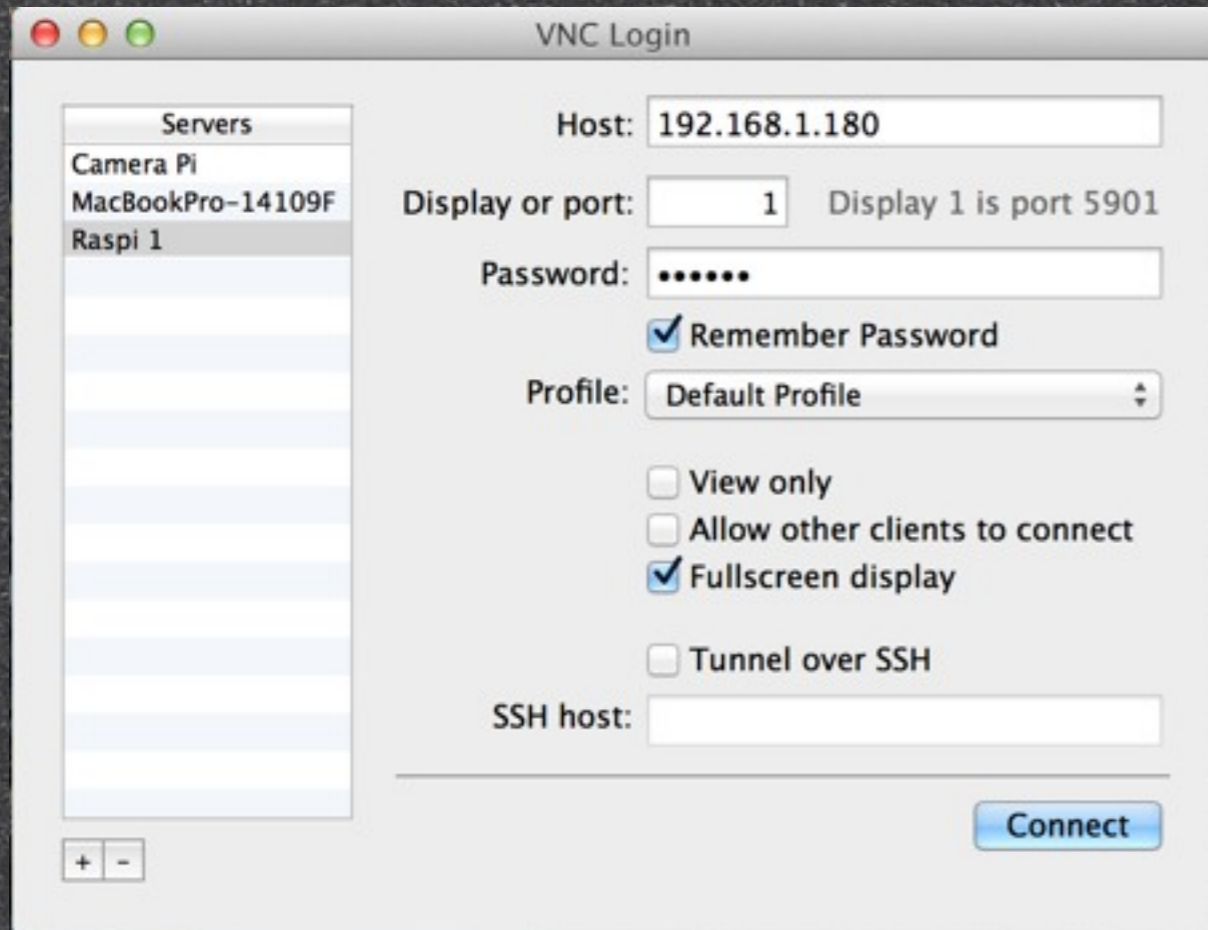 VNC Login
Servers
Camera Pi
MacBookPro-14109F
Raspi 1
+ -
Host: 192.168.1.180
Display or port: 1 Display 1 is port 5901
Password: ••••••
Remember Password
Profile: Default Profile
View only
Allow other clients to connect
Fullscreen display
Tunnel over SSH
SSH host:
Connect